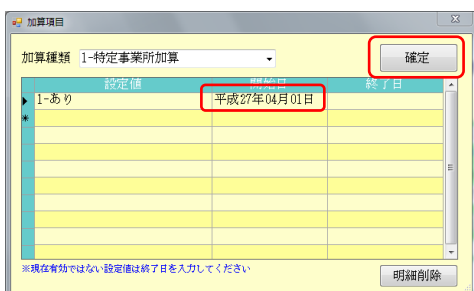 加算項目
加算種類 1-特定事業所加算 確定
設定値 開始日 終了日
1-あり 平成27年04月01日
※現在有効ではない設定値は終了日を入力してください
明細削除